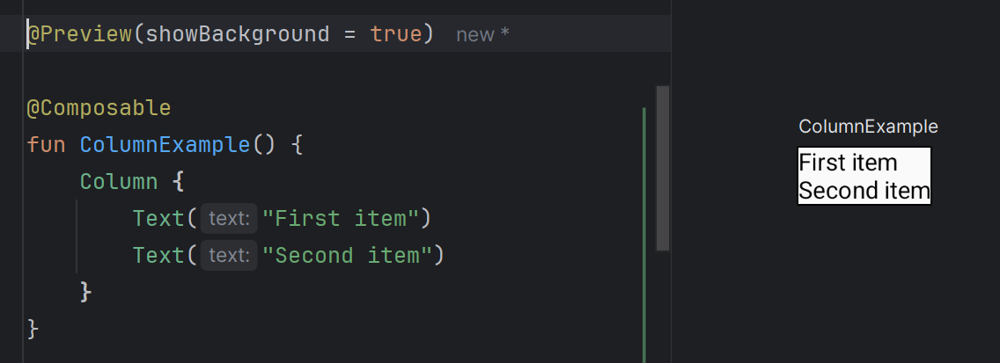 @Preview(showBackground = true) new *
@Composable
fun ColumnExample() {
    Column {
        Text( text: "First item")
        Text( text: "Second item")
    }
}
ColumnExample
First item
Second item